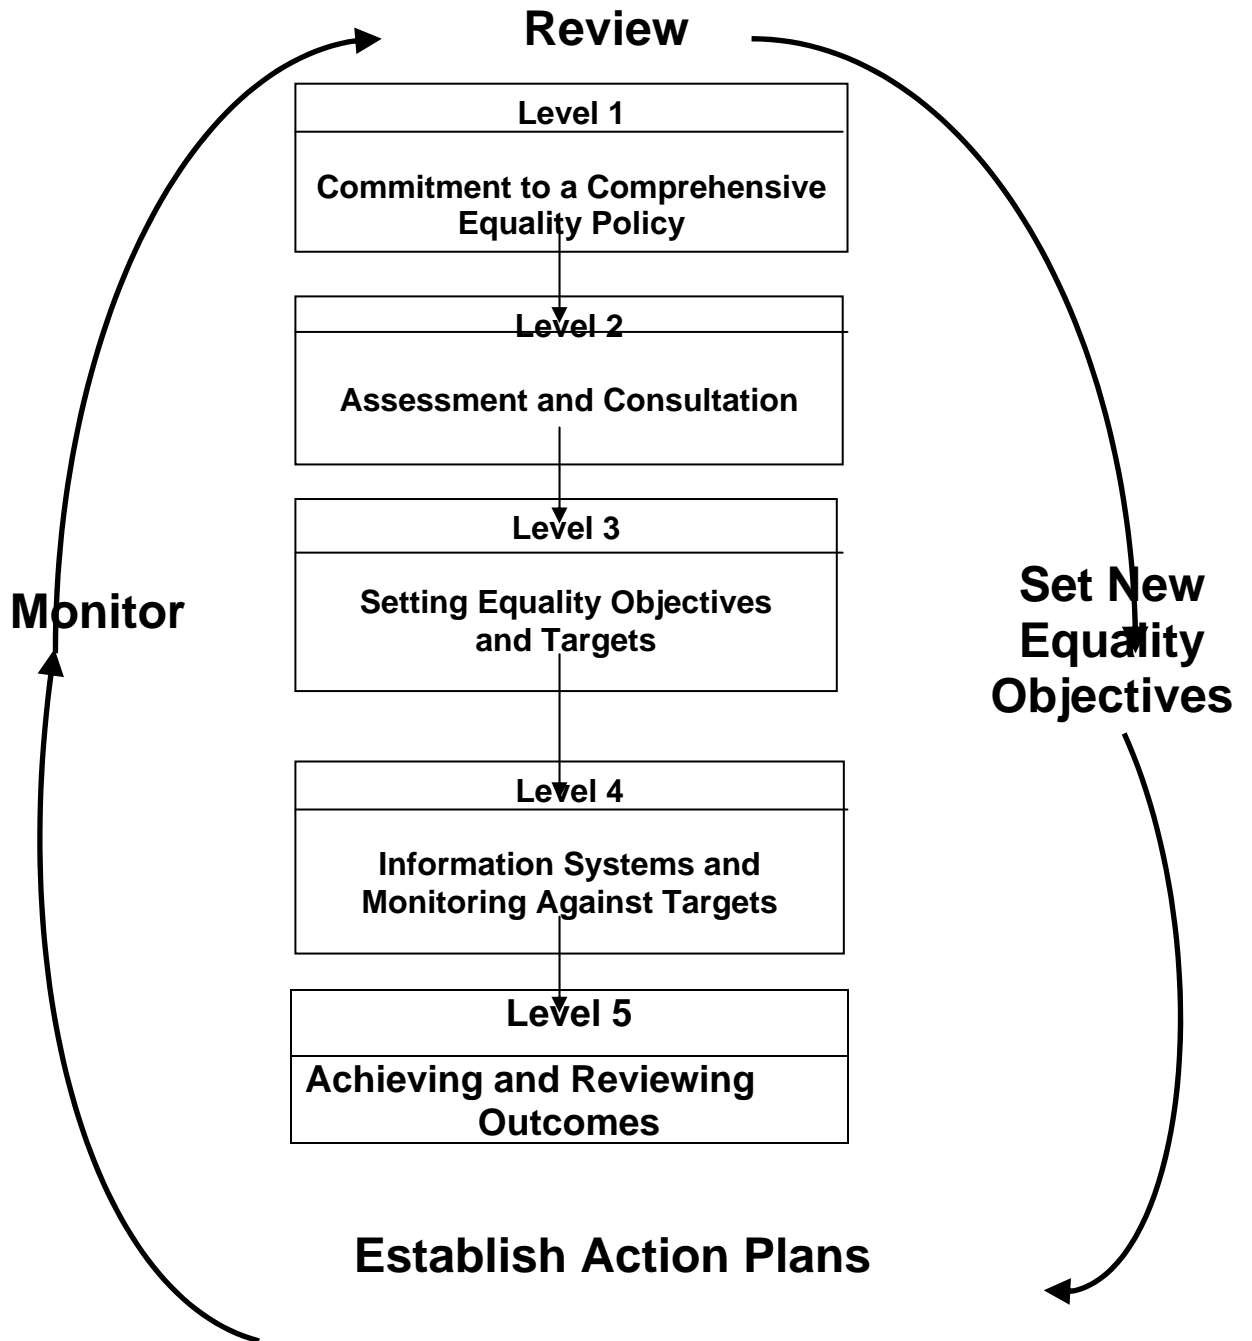 Review
Level 1
Commitment to a Comprehensive
Equality Policy
Level 2
Assessment and Consultation
Level 3
Setting Equality Objectives
and Targets
Monitor
Set New
Equality
Objectives
Level 4
Information Systems and
Monitoring Against Targets
Level 5
Achieving and Reviewing
Outcomes
Establish Action Plans